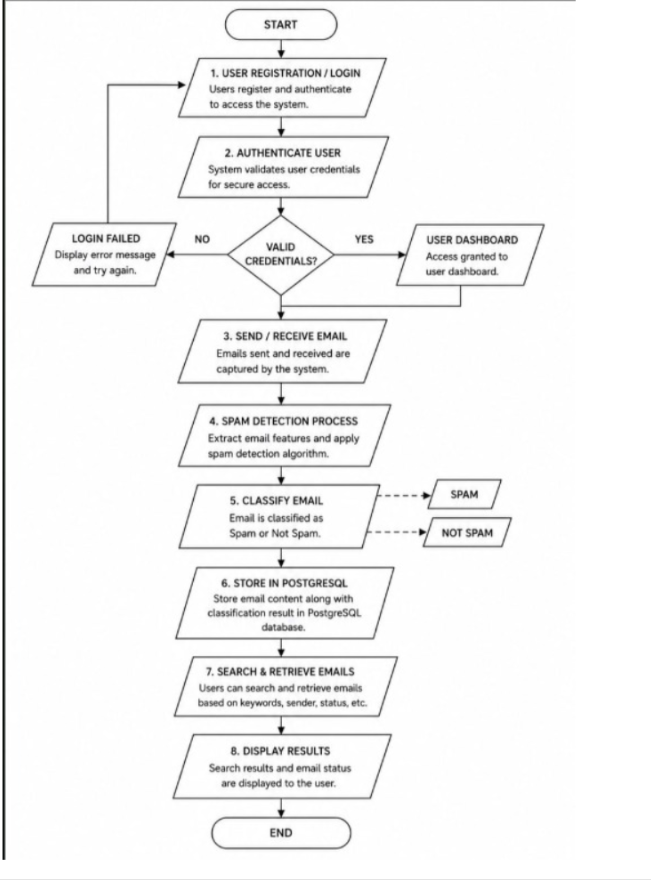 START
1. USER REGISTRATION / LOGIN
Users register and authenticate
to access the system.
2. AUTHENTICATE USER
System validates user credentials
for secure access.
LOGIN FAILED
Display error message
and try again.
NO
VALID
CREDENTIALS?
YES
USER DASHBOARD
Access granted to
user dashboard.
3. SEND / RECEIVE EMAIL
Emails sent and received are
captured by the system.
4. SPAM DETECTION PROCESS
Extract email features and apply
spam detection algorithm.
5. CLASSIFY EMAIL
Email is classified as
Spam or Not Spam.
SPAM
NOT SPAM
6. STORE IN POSTGRESQL
Store email content along with
classification result in PostgreSQL
database.
7. SEARCH & RETRIEVE EMAILS
Users can search and retrieve emails
based on keywords, sender, status, etc.
8. DISPLAY RESULTS
Search results and email status
are displayed to the user.
END